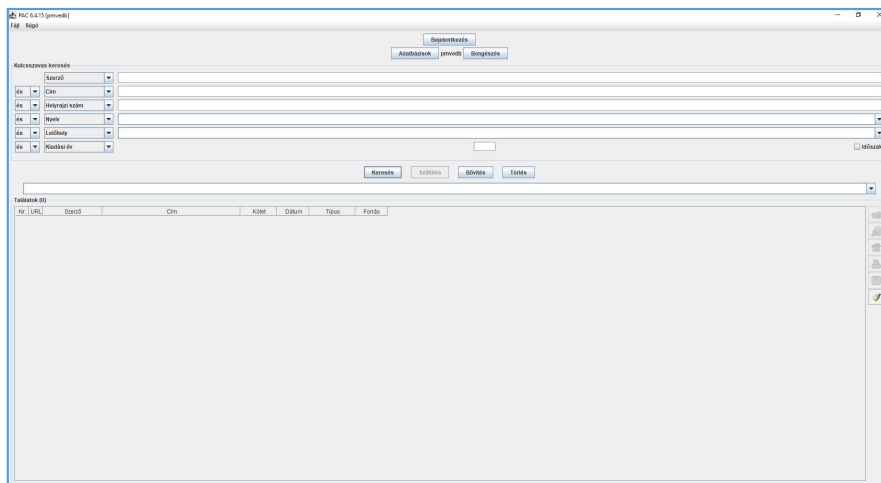 PAC 6.4.15 [pmvedb]
Fájl Súgó
Bejelentkezés
Adatbázisok pmvedb Böngészés
Kulcsszavas keresés
Szerző
és Cím
és Helyrajzi szám
és Nyelv
és Lelőhely
és Kiadási év Időszak
Keresés Szűkítés Bővítés Törlés
Találatok (0)
Nr. URL Szerző Cím Kötet Dátum Típus Forrás